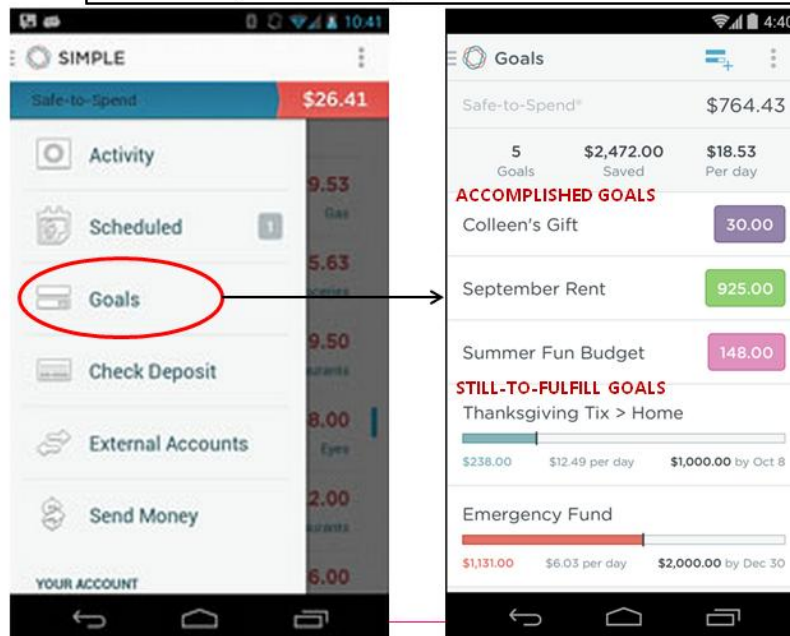 10:41
SIMPLE
Safe-to-Spend $26.41
Activity
9.53
Gas
Scheduled 1
5.63
Goals
9.50
Check Deposit
8.00
External Accounts
Eyes
2.00
Send Money
6.00
YOUR ACCOUNT
4:40
Goals
Safe-to-Spend® $764.43
5 $2,472.00 $18.53
Goals Saved Per day
ACCOMPLISHED GOALS
Colleen's Gift 30.00
September Rent 925.00
Summer Fun Budget 148.00
STILL-TO-FULFILL GOALS
Thanksgiving Tix > Home
$238.00 $12.49 per day $1,000.00 by Oct 8
Emergency Fund
$1,131.00 $6.03 per day $2,000.00 by Dec 30